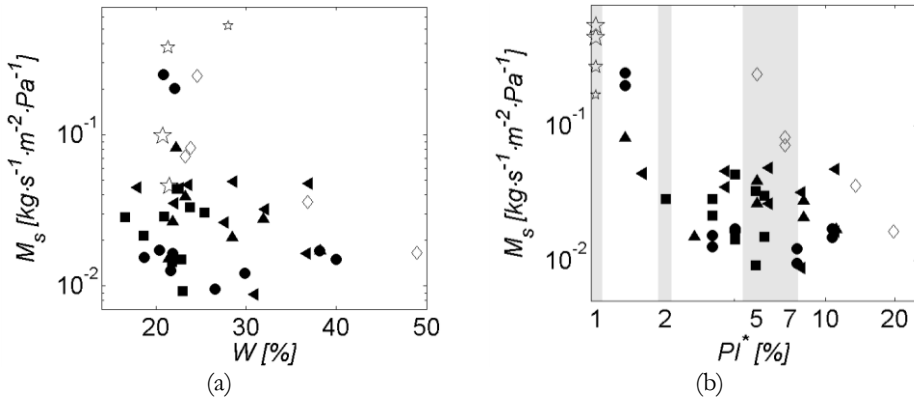 M_s [kg·s⁻¹·m⁻²·Pa⁻¹]
10⁻¹
10⁻²
20 30 40 50
W [%]
(a)
M_s [kg·s⁻¹·m⁻²·Pa⁻¹]
10⁻¹
10⁻²
1 2 5 7 10 20
PI* [%]
(b)